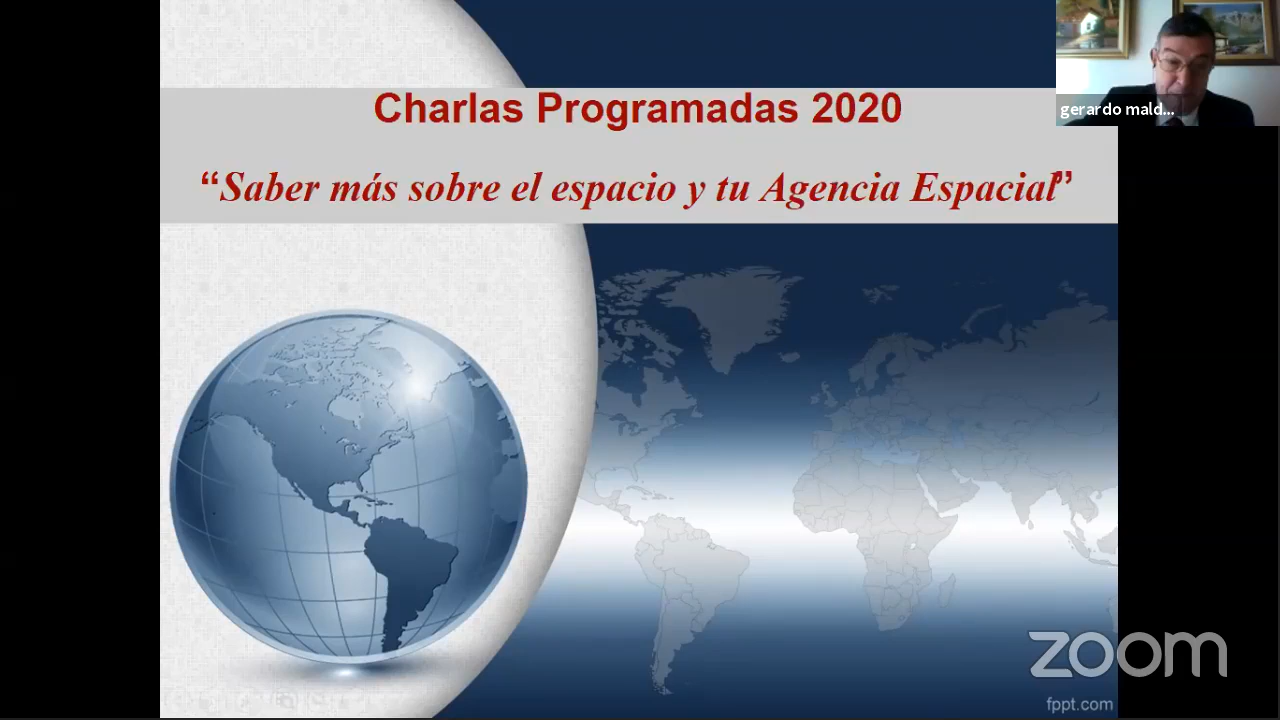 Charlas Programadas 2020
“Saber más sobre el espacio y tu Agencia Espacial”
gerardo mald...
zoom
fppt.com